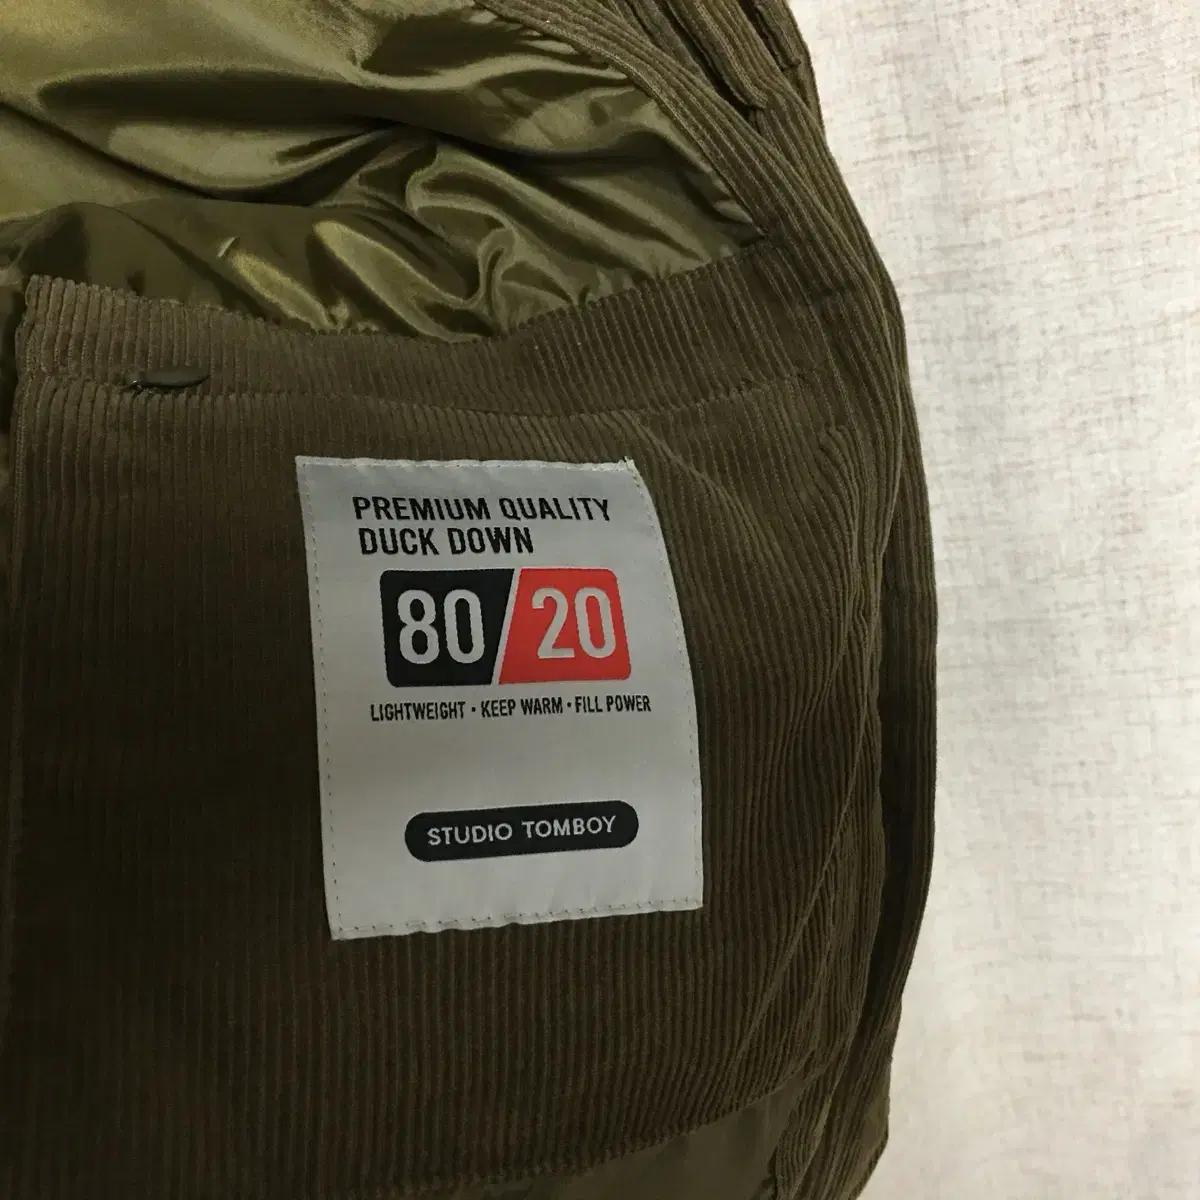 PREMIUM QUALITY
DUCK DOWN
80/20
LIGHTWEIGHT • KEEP WARM • FILL POWER
STUDIO TOMBOY